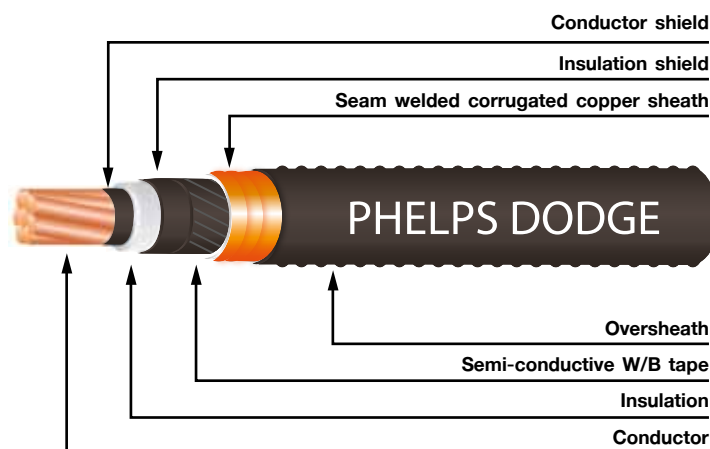 Conductor shield
Insulation shield
Seam welded corrugated copper sheath
PHELPS DODGE
Oversheath
Semi-conductive W/B tape
Insulation
Conductor